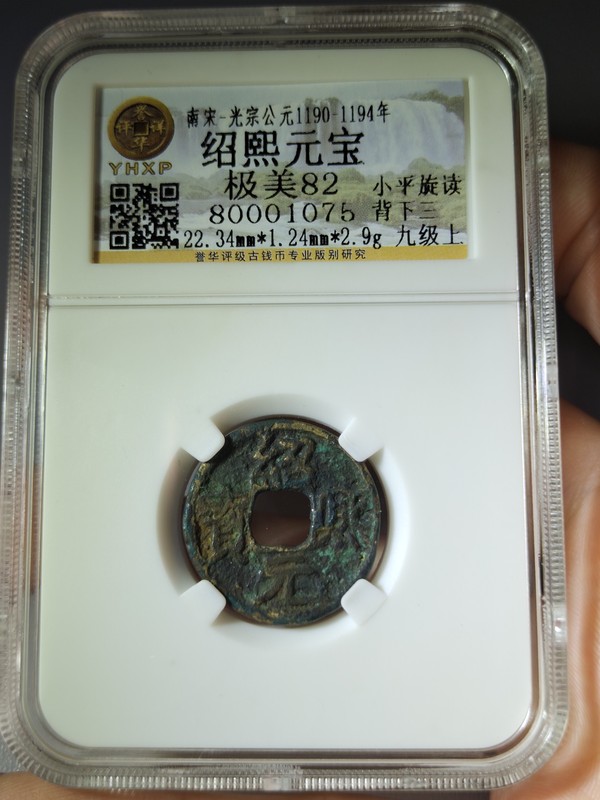 南宋-光宗公元1190-1194年
绍熙元宝
YHXP
极美82 小平旋读
80001075 背下三
22.34mm*1.24mm*2.9g 九级上
誉华评级古钱币专业版别研究
紹
熙
元
寳